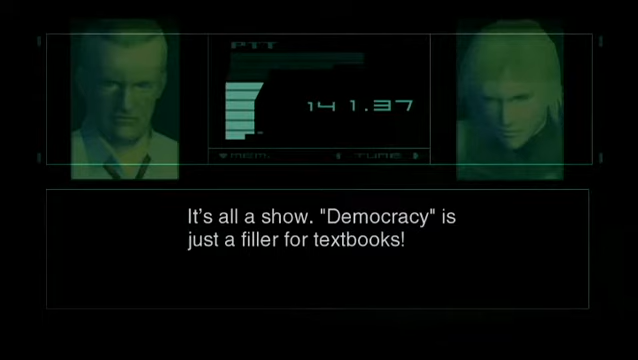 PTT
141.37
MEM.
TUNE
It's all a show. "Democracy" is
just a filler for textbooks!